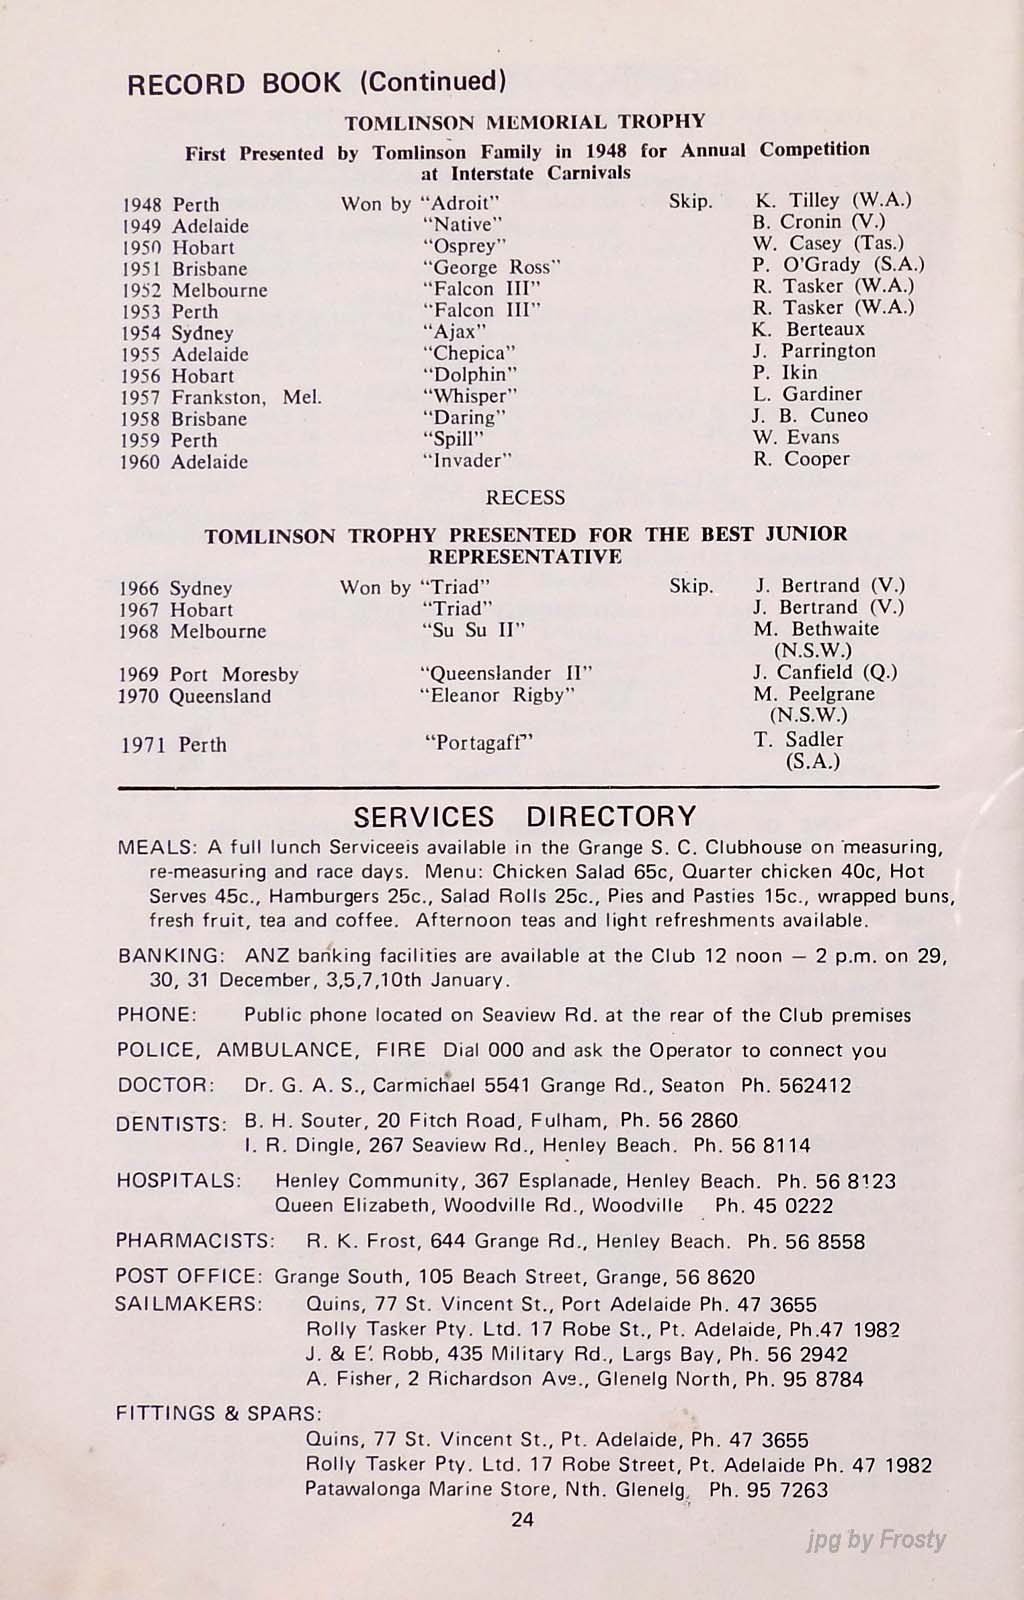 RECORD BOOK (Continued)
TOMLINSON MEMORIAL TROPHY
First Presented by Tomlinson Family in 1948 for Annual Competition
at Interstate Carnivals
1948 Perth Won by "Adroit" Skip. K. Tilley (W.A.)
1949 Adelaide "Native" B. Cronin (V.)
1950 Hobart "Osprey" W. Casey (Tas.)
1951 Brisbane "George Ross" P. O'Grady (S.A.)
1952 Melbourne "Falcon III" R. Tasker (W.A.)
1953 Perth "Falcon III" R. Tasker (W.A.)
1954 Sydney "Ajax" K. Berteaux
1955 Adelaide "Chepica" J. Parrington
1956 Hobart "Dolphin" P. Ikin
1957 Frankston, Mel. "Whisper" L. Gardiner
1958 Brisbane "Daring" J. B. Cuneo
1959 Perth "Spill" W. Evans
1960 Adelaide "Invader" R. Cooper
RECESS
TOMLINSON TROPHY PRESENTED FOR THE BEST JUNIOR
REPRESENTATIVE
1966 Sydney Won by "Triad" Skip. J. Bertrand (V.)
1967 Hobart "Triad" J. Bertrand (V.)
1968 Melbourne "Su Su II" M. Bethwaite
(N.S.W.)
1969 Port Moresby "Queenslander II" J. Canfield (Q.)
1970 Queensland "Eleanor Rigby" M. Peelgrane
(N.S.W.)
1971 Perth "Portagaff" T. Sadler
(S.A.)
SERVICES DIRECTORY
MEALS: A full lunch Serviceeis available in the Grange S. C. Clubhouse on measuring,
re-measuring and race days. Menu: Chicken Salad 65c, Quarter chicken 40c, Hot
Serves 45c., Hamburgers 25c., Salad Rolls 25c., Pies and Pasties 15c., wrapped buns,
fresh fruit, tea and coffee. Afternoon teas and light refreshments available.
BANKING: ANZ banking facilities are available at the Club 12 noon – 2 p.m. on 29,
30, 31 December, 3,5,7,10th January.
PHONE: Public phone located on Seaview Rd. at the rear of the Club premises
POLICE, AMBULANCE, FIRE Dial 000 and ask the Operator to connect you
DOCTOR: Dr. G. A. S., Carmichael 5541 Grange Rd., Seaton Ph. 562412
DENTISTS: B. H. Souter, 20 Fitch Road, Fulham, Ph. 56 2860
I. R. Dingle, 267 Seaview Rd., Henley Beach. Ph. 56 8114
HOSPITALS: Henley Community, 367 Esplanade, Henley Beach. Ph. 56 8123
Queen Elizabeth, Woodville Rd., Woodville Ph. 45 0222
PHARMACISTS: R. K. Frost, 644 Grange Rd., Henley Beach. Ph. 56 8558
POST OFFICE: Grange South, 105 Beach Street, Grange, 56 8620
SAILMAKERS: Quins, 77 St. Vincent St., Port Adelaide Ph. 47 3655
Rolly Tasker Pty. Ltd. 17 Robe St., Pt. Adelaide, Ph.47 1982
J. & E. Robb, 435 Military Rd., Largs Bay, Ph. 56 2942
A. Fisher, 2 Richardson Ave., Glenelg North, Ph. 95 8784
FITTINGS & SPARS:
Quins, 77 St. Vincent St., Pt. Adelaide, Ph. 47 3655
Rolly Tasker Pty. Ltd. 17 Robe Street, Pt. Adelaide Ph. 47 1982
Patawalonga Marine Store, Nth. Glenelg, Ph. 95 7263
24
jpg by Frosty